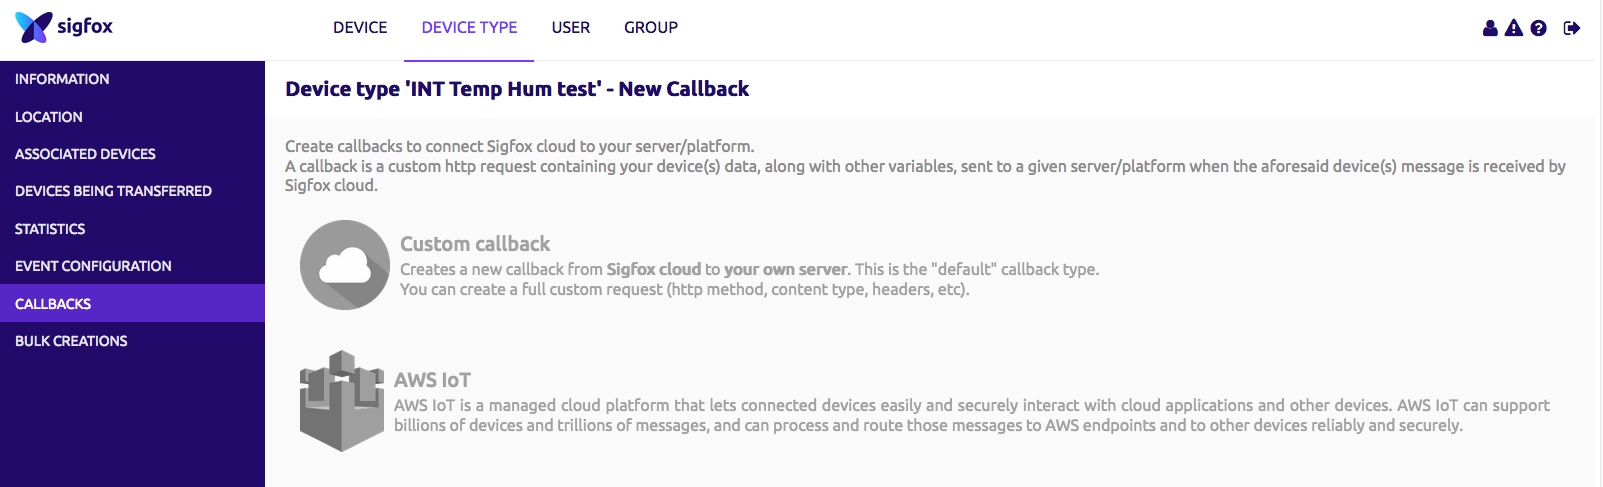 sigfox
DEVICE
DEVICE TYPE
USER
GROUP
INFORMATION
LOCATION
ASSOCIATED DEVICES
DEVICES BEING TRANSFERRED
STATISTICS
EVENT CONFIGURATION
CALLBACKS
BULK CREATIONS
Device type 'INT Temp Hum test' - New Callback
Create callbacks to connect Sigfox cloud to your server/platform.
A callback is a custom http request containing your device(s) data, along with other variables, sent to a given server/platform when the aforesaid device(s) message is received by
Sigfox cloud.
Custom callback
Creates a new callback from Sigfox cloud to your own server. This is the "default" callback type.
You can create a full custom request (http method, content type, headers, etc).
AWS IoT
AWS IoT is a managed cloud platform that lets connected devices easily and securely interact with cloud applications and other devices. AWS IoT can support
billions of devices and trillions of messages, and can process and route those messages to AWS endpoints and to other devices reliably and securely.